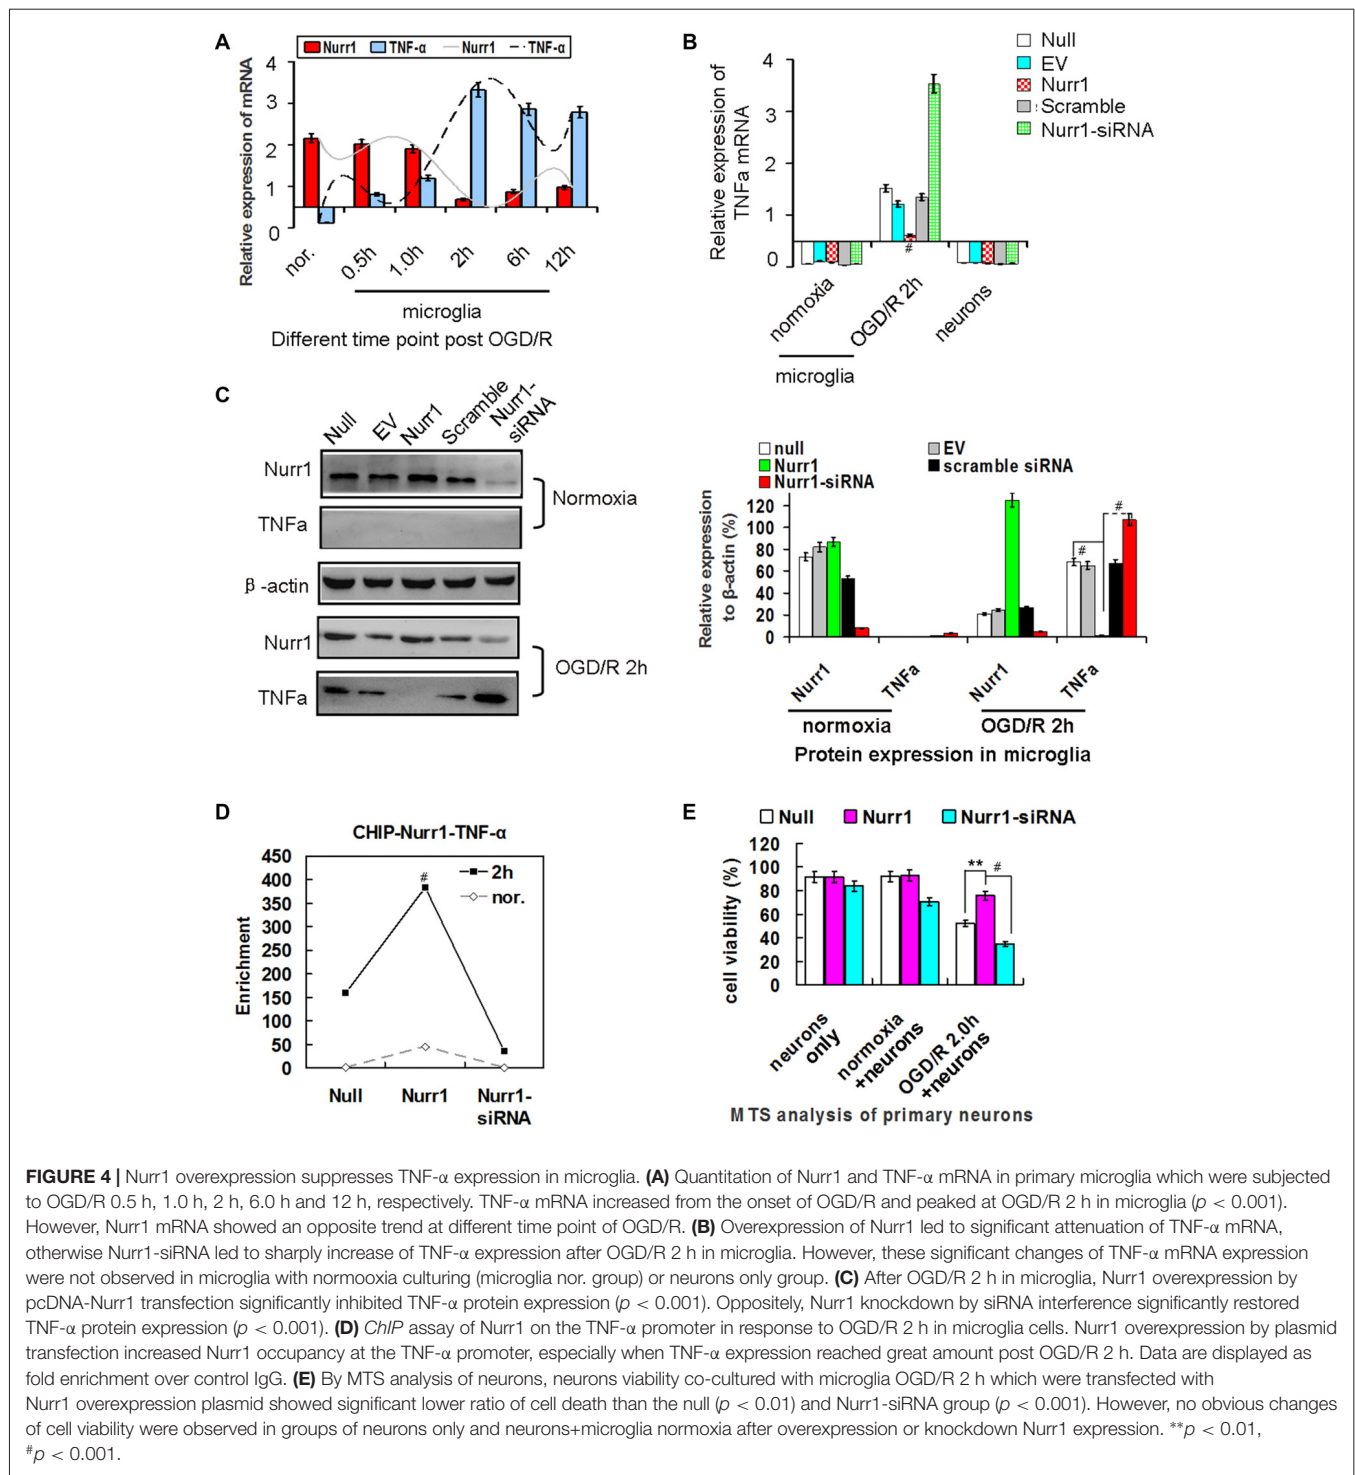 A
Nurr1 TNF-α Nurr1 TNF-α
Relative expression of mRNA
4
3
2
1
0
nor. 0.5h 1.0h 2h 6h 12h
microglia
Different time point post OGD/R
B
Null
EV
Nurr1
Scramble
Nurr1-siRNA
Relative expression of
TNFa mRNA
4
3
2
1
0
#
normoxia OGD/R 2h neurons
microglia
C
Null EV Nurr1 Scramble Nurr1-
siRNA
Nurr1
TNFa
Normoxia
β-actin
Nurr1
TNFa
OGD/R 2h
null EV
Nurr1 scramble siRNA
Nurr1-siRNA
Relative expression
to β-actin (%)
120
100
80
60
40
20
0
# #
Nurr1 TNFa Nurr1 TNFa
normoxia OGD/R 2h
Protein expression in microglia
D
CHIP-Nurr1-TNF-α
Enrichment
450
400
350
300
250
200
150
100
50
0
#
2h
nor.
Null Nurr1 Nurr1-
siRNA
E
Null Nurr1 Nurr1-siRNA
cell viability (%)
120
100
80
60
40
20
0
** #
neurons
only
normoxia
+neurons
OGD/R 2.0h
+neurons
MTS analysis of primary neurons
FIGURE 4 | Nurr1 overexpression suppresses TNF-α expression in microglia. (A) Quantitation of Nurr1 and TNF-α mRNA in primary microglia which were subjected
to OGD/R 0.5 h, 1.0 h, 2 h, 6.0 h and 12 h, respectively. TNF-α mRNA increased from the onset of OGD/R and peaked at OGD/R 2 h in microglia (p < 0.001).
However, Nurr1 mRNA showed an opposite trend at different time point of OGD/R. (B) Overexpression of Nurr1 led to significant attenuation of TNF-α mRNA,
otherwise Nurr1-siRNA led to sharply increase of TNF-α expression after OGD/R 2 h in microglia. However, these significant changes of TNF-α mRNA expression
were not observed in microglia with normooxia culturing (microglia nor. group) or neurons only group. (C) After OGD/R 2 h in microglia, Nurr1 overexpression by
pcDNA-Nurr1 transfection significantly inhibited TNF-α protein expression (p < 0.001). Oppositely, Nurr1 knockdown by siRNA interference significantly restored
TNF-α protein expression (p < 0.001). (D) ChIP assay of Nurr1 on the TNF-α promoter in response to OGD/R 2 h in microglia cells. Nurr1 overexpression by plasmid
transfection increased Nurr1 occupancy at the TNF-α promoter, especially when TNF-α expression reached great amount post OGD/R 2 h. Data are displayed as
fold enrichment over control IgG. (E) By MTS analysis of neurons, neurons viability co-cultured with microglia OGD/R 2 h which were transfected with
Nurr1 overexpression plasmid showed significant lower ratio of cell death than the null (p < 0.01) and Nurr1-siRNA group (p < 0.001). However, no obvious changes
of cell viability were observed in groups of neurons only and neurons+microglia normoxia after overexpression or knockdown Nurr1 expression. **p < 0.01,
#p < 0.001.